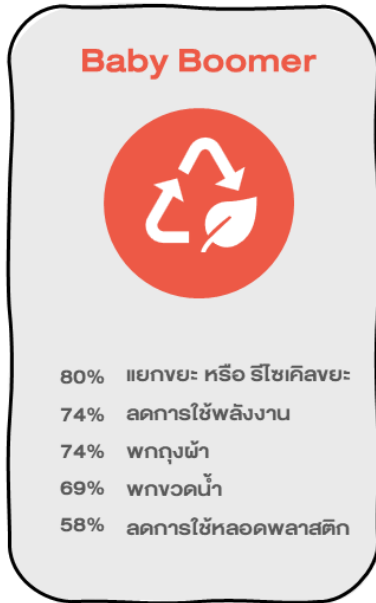 Baby Boomer
80% แยกขยะ หรือ รีไซเคิลขยะ
74% ลดการใช้พลังงาน
74% พกถุงผ้า
69% พกขวดน้ำ
58% ลดการใช้หลอดพลาสติก